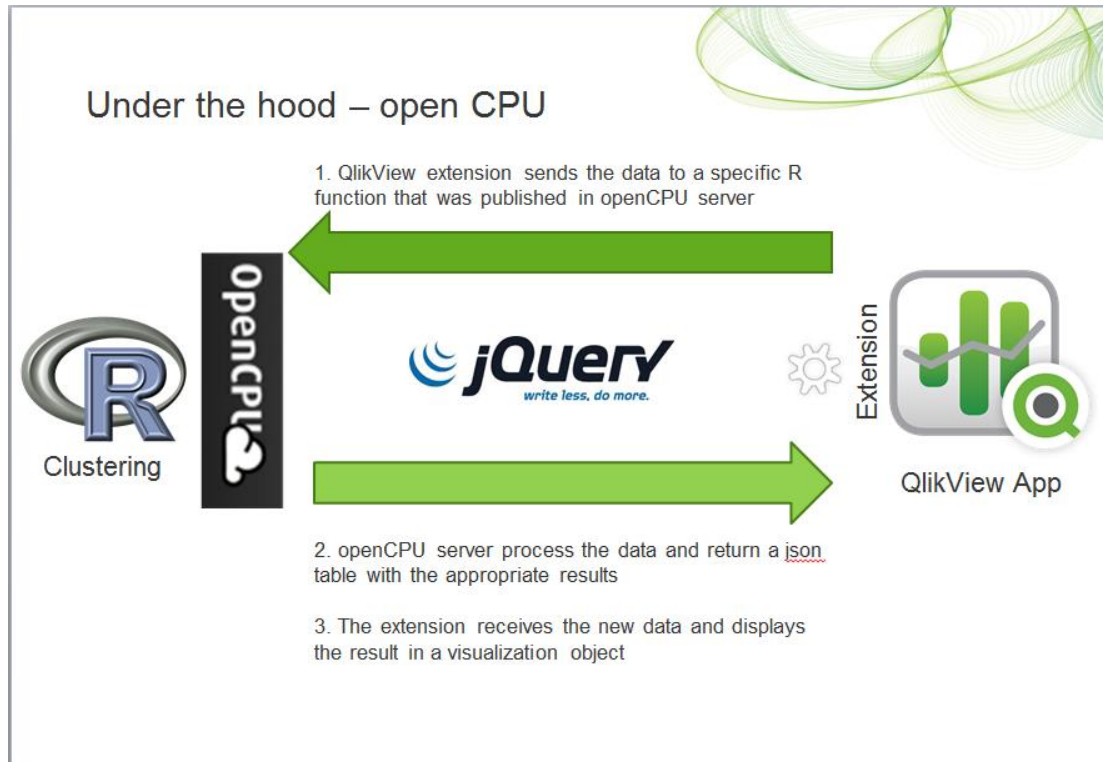 Under the hood – open CPU
1. QlikView extension sends the data to a specific R
function that was published in openCPU server
OpenCPU
R
Clustering
jQuery
write less, do more.
Extension
QlikView App
2. openCPU server process the data and return a json
table with the appropriate results
3. The extension receives the new data and displays
the result in a visualization object